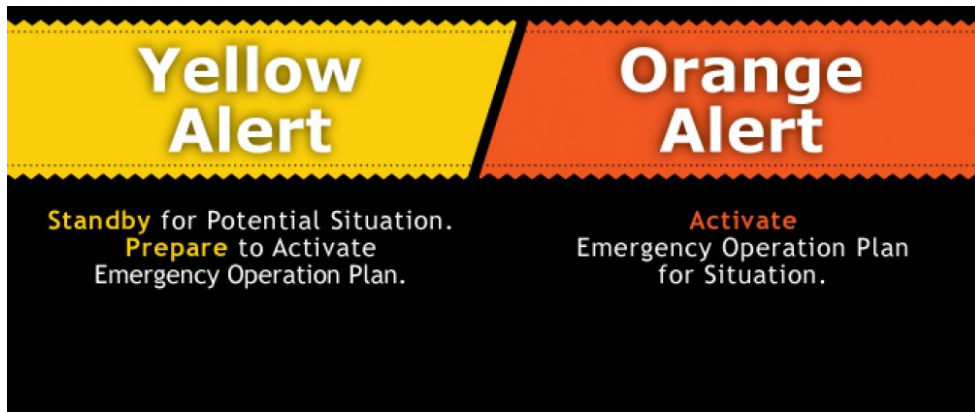 Yellow
Alert
Standby for Potential Situation.
Prepare to Activate
Emergency Operation Plan.
Orange
Alert
Activate
Emergency Operation Plan
for Situation.